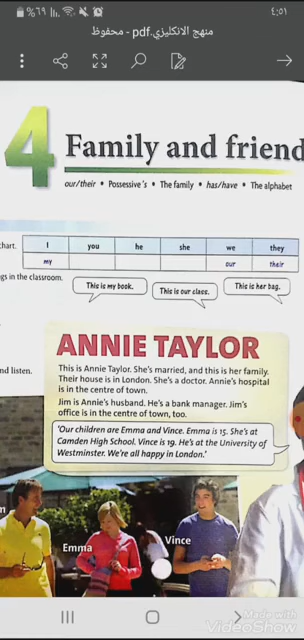 ٤:٥١
%٦٩
منهج الانكليزي.pdf - محفوظ
4 Family and friend
our/their • Possessive 's • The family • has/have • The alphabet
chart.
I you he she we they
my our their
gs in the classroom.
This is my book.
This is our class.
This is her bag.
ANNIE TAYLOR
nd listen.
This is Annie Taylor. She's married, and this is her family.
Their house is in London. She's a doctor. Annie's hospital
is in the centre of town.
Jim is Annie's husband. He's a bank manager. Jim's
office is in the centre of town, too.
'Our children are Emma and Vince. Emma is 15. She's at
Camden High School. Vince is 19. He's at the University of
Westminster. We're all happy in London.'
m
Emma
Vince
Made with
VideoShow